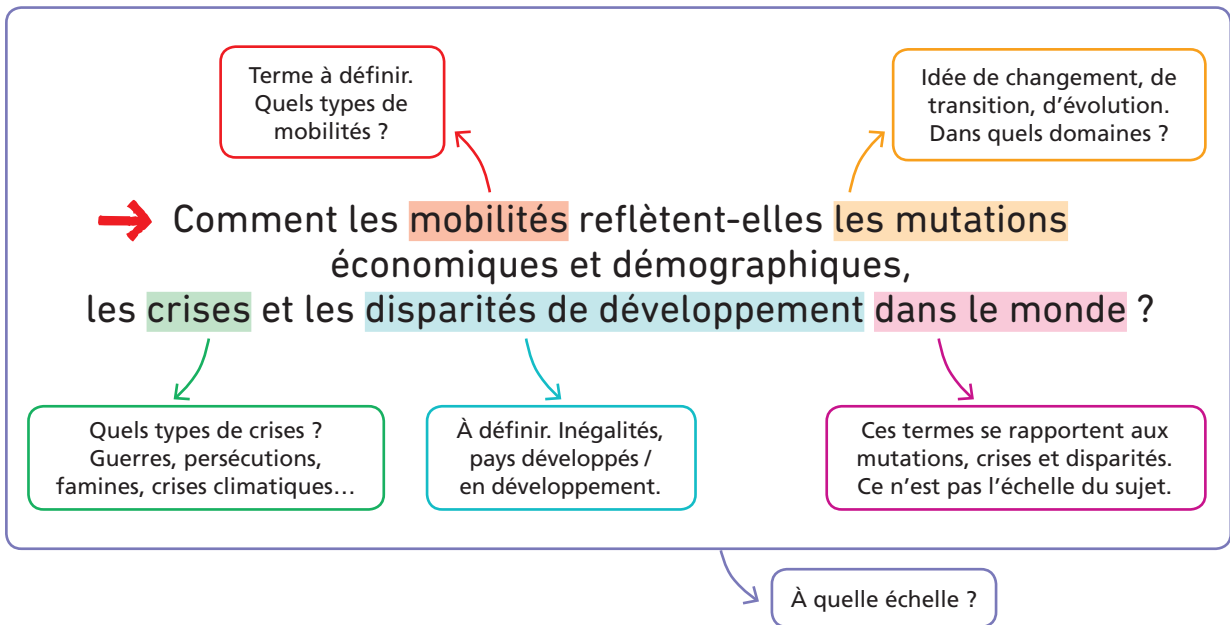 Terme à définir.
Quels types de
mobilités ?
Idée de changement, de
transition, d'évolution.
Dans quels domaines ?
Comment les mobilités reflètent-elles les mutations
économiques et démographiques,
les crises et les disparités de développement dans le monde ?
Quels types de crises ?
Guerres, persécutions,
famines, crises climatiques…
À définir. Inégalités,
pays développés /
en développement.
Ces termes se rapportent aux
mutations, crises et disparités.
Ce n'est pas l'échelle du sujet.
À quelle échelle ?